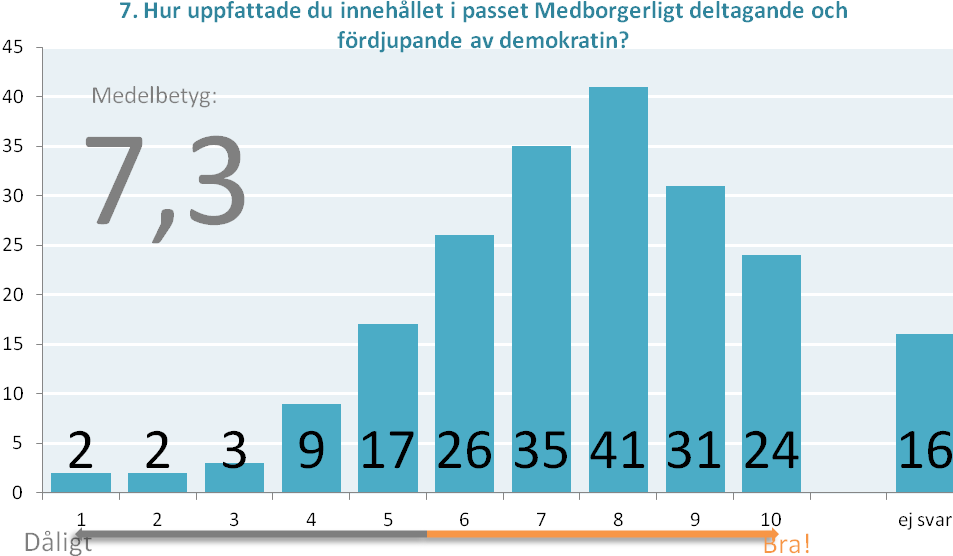 7. Hur uppfattade du innehållet i passet Medborgerligt deltagande och
fördjupande av demokratin?
Medelbetyg:
7,3
45
40
35
30
25
20
15
10
5
0
2 2 3 9 17 26 35 41 31 24 16
1 2 3 4 5 6 7 8 9 10 ej svar
Dåligt Bra!